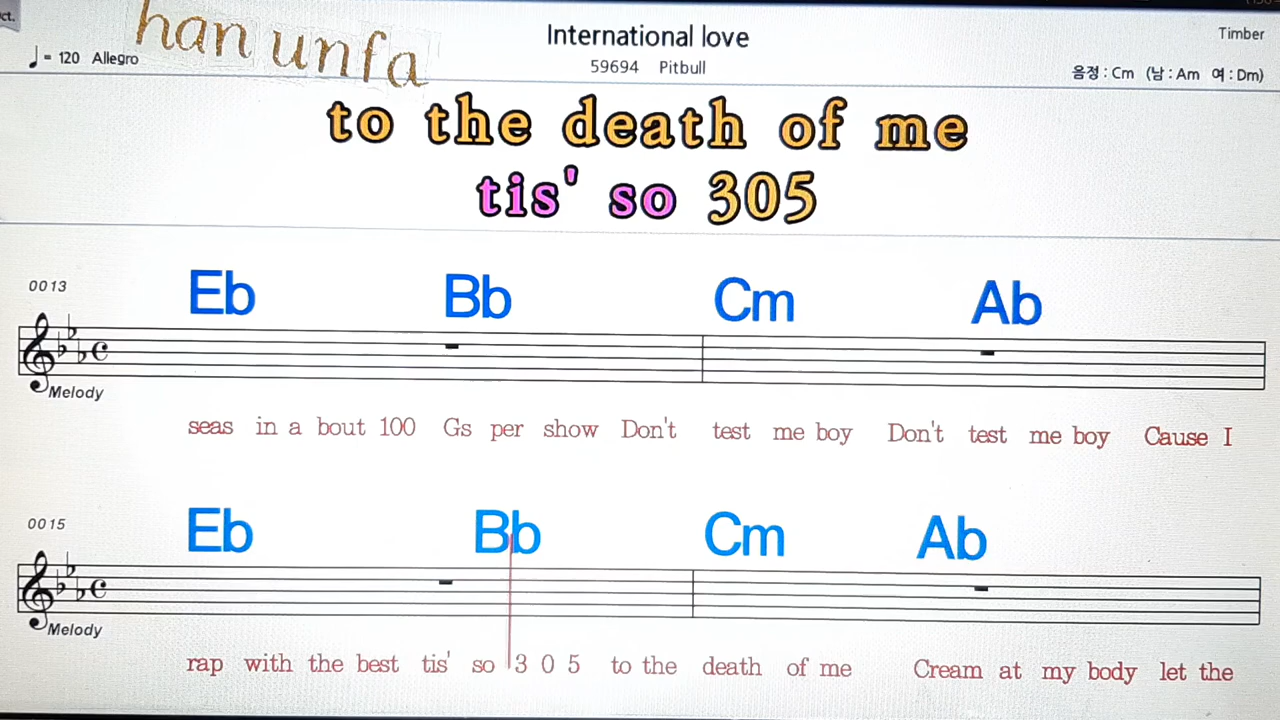 ct.
han unfa
International love
Timber
♩ = 120 Allegro
59694 Pitbull
음정 : Cm (남 : Am 여 : Dm)
to the death of me
tis' so 305
0013
Eb Bb Cm Ab
Melody
seas in a bout 100 Gs per show Don't test me boy Don't test me boy Cause I
0015
Eb Bb Cm Ab
Melody
rap with the best tis' so 3 0 5 to the death of me Cream at my body let the